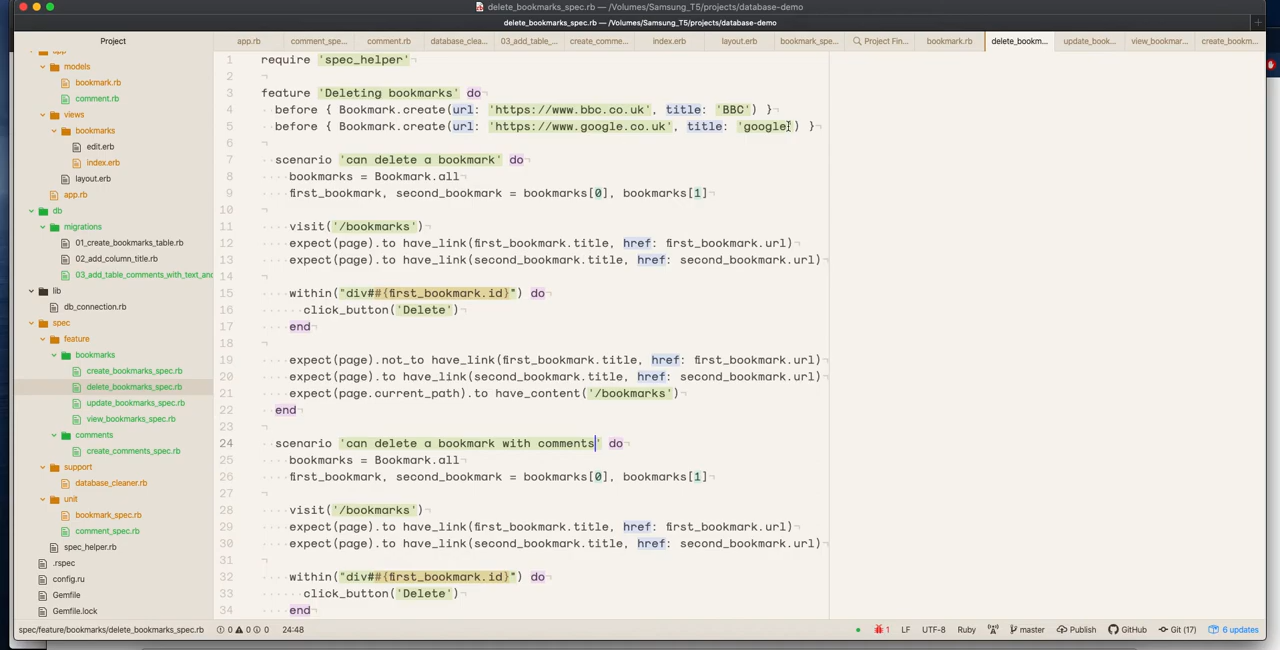 delete_bookmarks_spec.rb — /Volumes/Samsung_T5/projects/database-demo
delete_bookmarks_spec.rb — /Volumes/Samsung_T5/projects/database-demo
Project
app.rb
comment_spe...
comment.rb
database_clea...
03_add_table_...
create_comme...
index.erb
layout.erb
bookmark_spe...
Project Fin...
bookmark.rb
delete_bookm...
update_book...
view_bookmar...
create_bookm...
models
bookmark.rb
comment.rb
views
bookmarks
edit.erb
index.erb
layout.erb
app.rb
db
migrations
01_create_bookmarks_table.rb
02_add_column_title.rb
03_add_table_comments_with_text_and
lib
db_connection.rb
spec
feature
bookmarks
create_bookmarks_spec.rb
delete_bookmarks_spec.rb
update_bookmarks_spec.rb
view_bookmarks_spec.rb
comments
create_comments_spec.rb
support
database_cleaner.rb
unit
bookmark_spec.rb
comment_spec.rb
spec_helper.rb
.rspec
config.ru
Gemfile
Gemfile.lock
1 require 'spec_helper'
2
3 feature 'Deleting bookmarks' do
4 before { Bookmark.create(url: 'https://www.bbc.co.uk', title: 'BBC') }
5 before { Bookmark.create(url: 'https://www.google.co.uk', title: 'google') }
6
7 scenario 'can delete a bookmark' do
8 bookmarks = Bookmark.all
9 first_bookmark, second_bookmark = bookmarks[0], bookmarks[1]
10
11 visit('/bookmarks')
12 expect(page).to have_link(first_bookmark.title, href: first_bookmark.url)
13 expect(page).to have_link(second_bookmark.title, href: second_bookmark.url)
14
15 within("div##{first_bookmark.id}") do
16 click_button('Delete')
17 end
18
19 expect(page).not_to have_link(first_bookmark.title, href: first_bookmark.url)
20 expect(page).to have_link(second_bookmark.title, href: second_bookmark.url)
21 expect(page.current_path).to have_content('/bookmarks')
22 end
23
24 scenario 'can delete a bookmark with comments' do
25 bookmarks = Bookmark.all
26 first_bookmark, second_bookmark = bookmarks[0], bookmarks[1]
27
28 visit('/bookmarks')
29 expect(page).to have_link(first_bookmark.title, href: first_bookmark.url)
30 expect(page).to have_link(second_bookmark.title, href: second_bookmark.url)
31
32 within("div##{first_bookmark.id}") do
33 click_button('Delete')
34 end
spec/feature/bookmarks/delete_bookmarks_spec.rb 0 0 0 24:48 1 LF UTF-8 Ruby master Publish GitHub Git (17) 6 updates